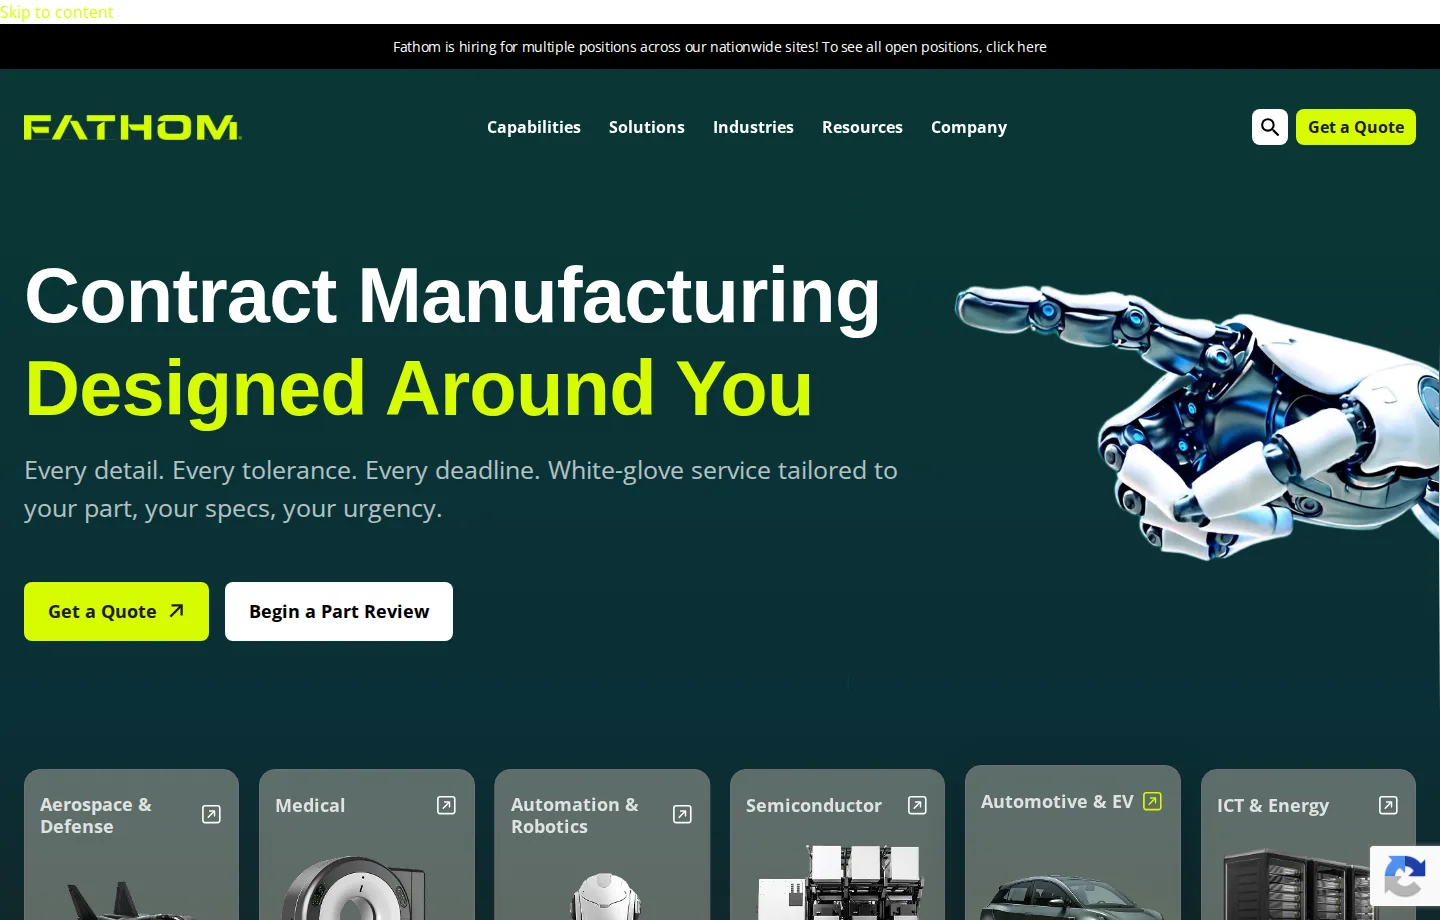 Skip to content
Fathom is hiring for multiple positions across our nationwide sites! To see all open positions, click here
FATHOM
Capabilities
Solutions
Industries
Resources
Company
Get a Quote
Contract Manufacturing
Designed Around You
Every detail. Every tolerance. Every deadline. White-glove service tailored to
your part, your specs, your urgency.
Get a Quote
Begin a Part Review
Aerospace &
Defense
Medical
Automation &
Robotics
Semiconductor
Automotive & EV
ICT & Energy